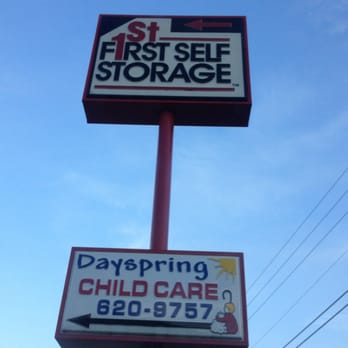 1St
FIRST SELF
STORAGE
Dayspring
CHILD CARE
620-9757